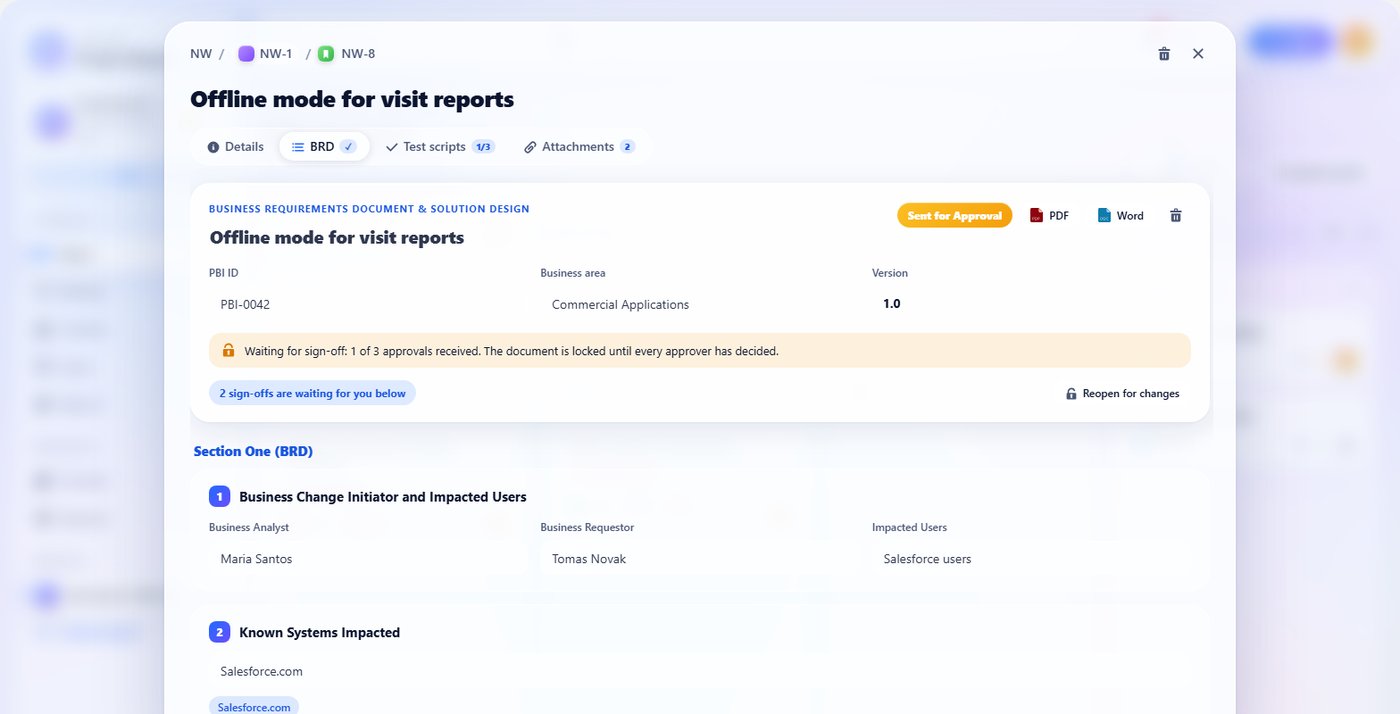 NW / NW-1 / NW-8
Offline mode for visit reports
Details BRD ✓ Test scripts 1/3 Attachments 2
BUSINESS REQUIREMENTS DOCUMENT & SOLUTION DESIGN
Sent for Approval PDF Word
Offline mode for visit reports
PBI ID Business area Version
PBI-0042 Commercial Applications 1.0
Waiting for sign-off: 1 of 3 approvals received. The document is locked until every approver has decided.
2 sign-offs are waiting for you below Reopen for changes
Section One (BRD)
1 Business Change Initiator and Impacted Users
Business Analyst Business Requestor Impacted Users
Maria Santos Tomas Novak Salesforce users
2 Known Systems Impacted
Salesforce.com
Salesforce.com